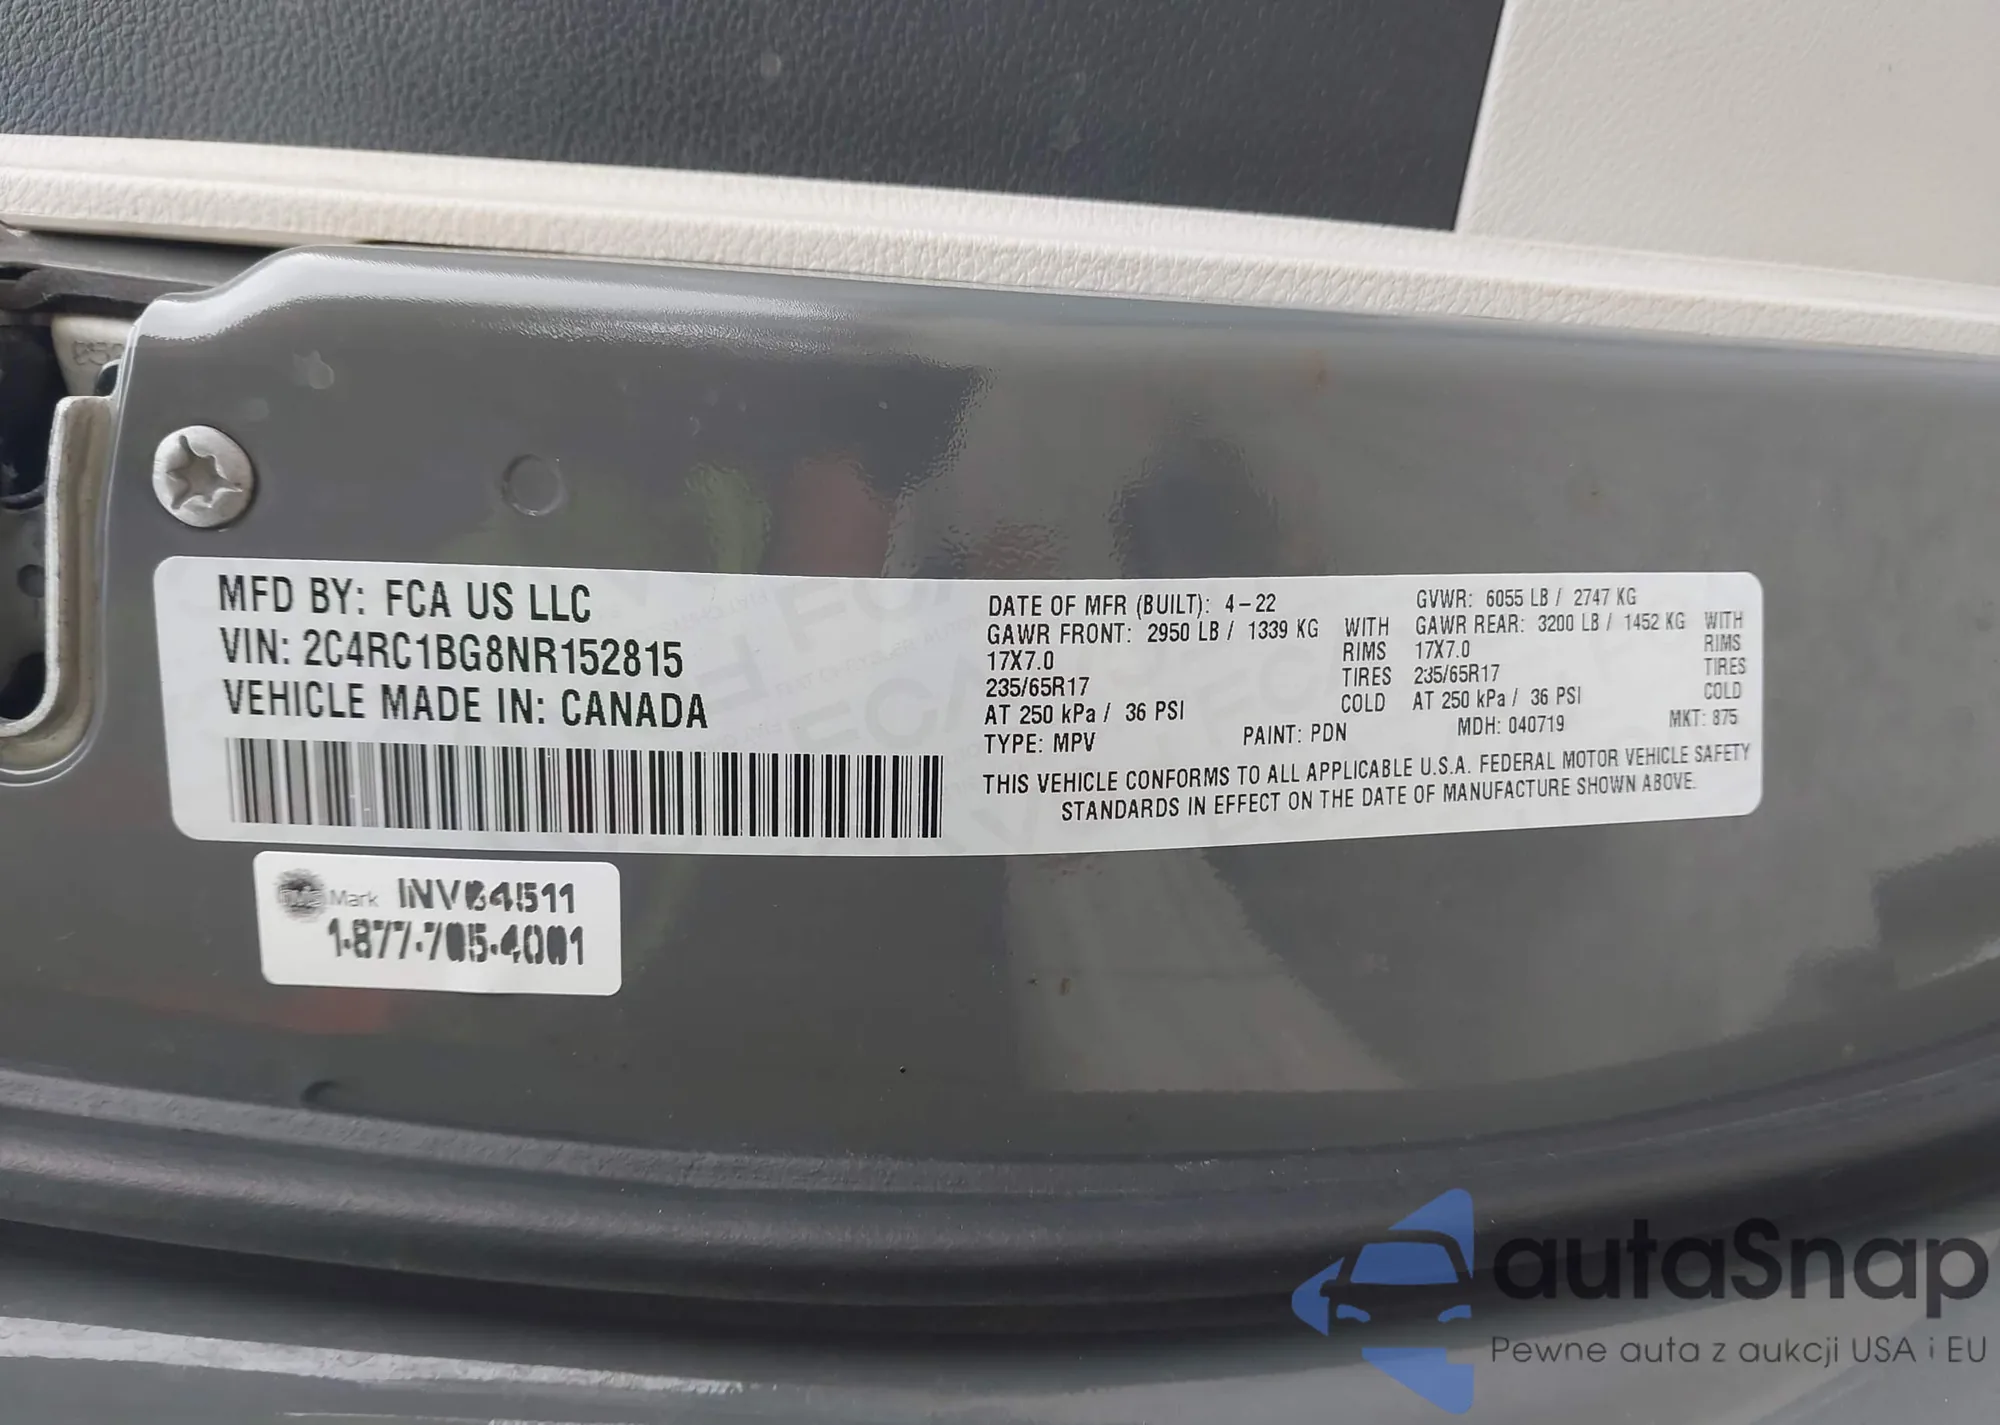 MFD BY: FCA US LLC
VIN: 2C4RC1BG8NR152815
VEHICLE MADE IN: CANADA
DATE OF MFR (BUILT): 4-22 GVWR: 6055 LB / 2747 KG
GAWR FRONT: 2950 LB / 1339 KG WITH GAWR REAR: 3200 LB / 1452 KG WITH
17X7.0 RIMS 17X7.0 RIMS
235/65R17 TIRES 235/65R17 TIRES
AT 250 kPa / 36 PSI COLD AT 250 kPa / 36 PSI COLD
TYPE: MPV PAINT: PDN MDH: 040719 MKT: 875
THIS VEHICLE CONFORMS TO ALL APPLICABLE U.S.A. FEDERAL MOTOR VEHICLE SAFETY
STANDARDS IN EFFECT ON THE DATE OF MANUFACTURE SHOWN ABOVE.
Mark
1-877-705-4001
autaSnap
Pewne auta z aukcji USA i EU